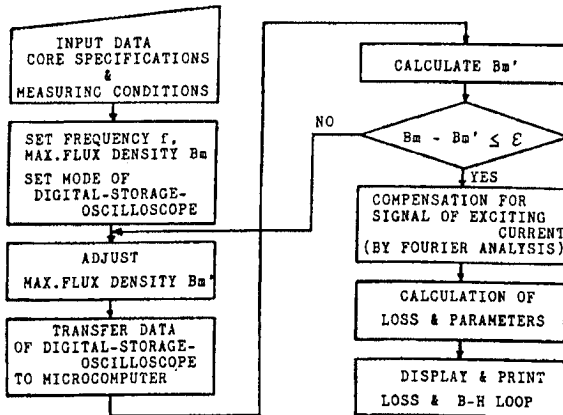 INPUT DATA
CORE SPECIFICATIONS
&
MEASURING CONDITIONS
SET FREQUENCY f,
MAX.FLUX DENSITY Bm
SET MODE OF
DIGITAL-STORAGE-
OSCILLOSCOPE
ADJUST
MAX.FLUX DENSITY Bm'
TRANSFER DATA
OF DIGITAL-STORAGE-
OSCILLOSCOPE
TO MICROCOMPUTER
CALCULATE Bm'
NO
Bm - Bm' ≤ ε
YES
COMPENSATION FOR
SIGNAL OF EXCITING
CURRENT
(BY FOURIER ANALYSIS)
CALCULATION OF
LOSS & PARAMETERS
DISPLAY & PRINT
LOSS & B-H LOOP